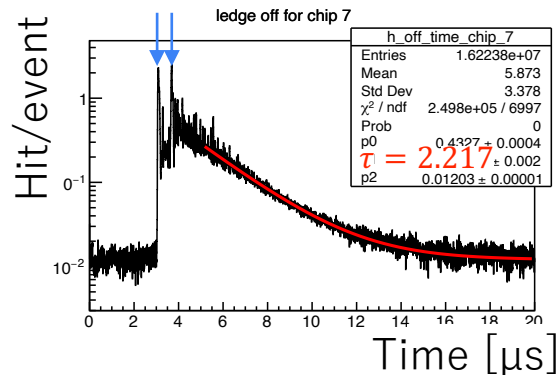 ledge off for chip 7
h_off_time_chip_7
Entries 1.62238e+07
Mean 5.873
Std Dev 3.378
χ² / ndf 2.498e+05 / 6997
Prob 0
p0 0.4327 ± 0.0004
τ = 2.217 ± 0.002
p2 0.01203 ± 0.00001
Hit/event
1
10⁻¹
10⁻²
0 2 4 6 8 10 12 14 16 18 20
Time [μs]